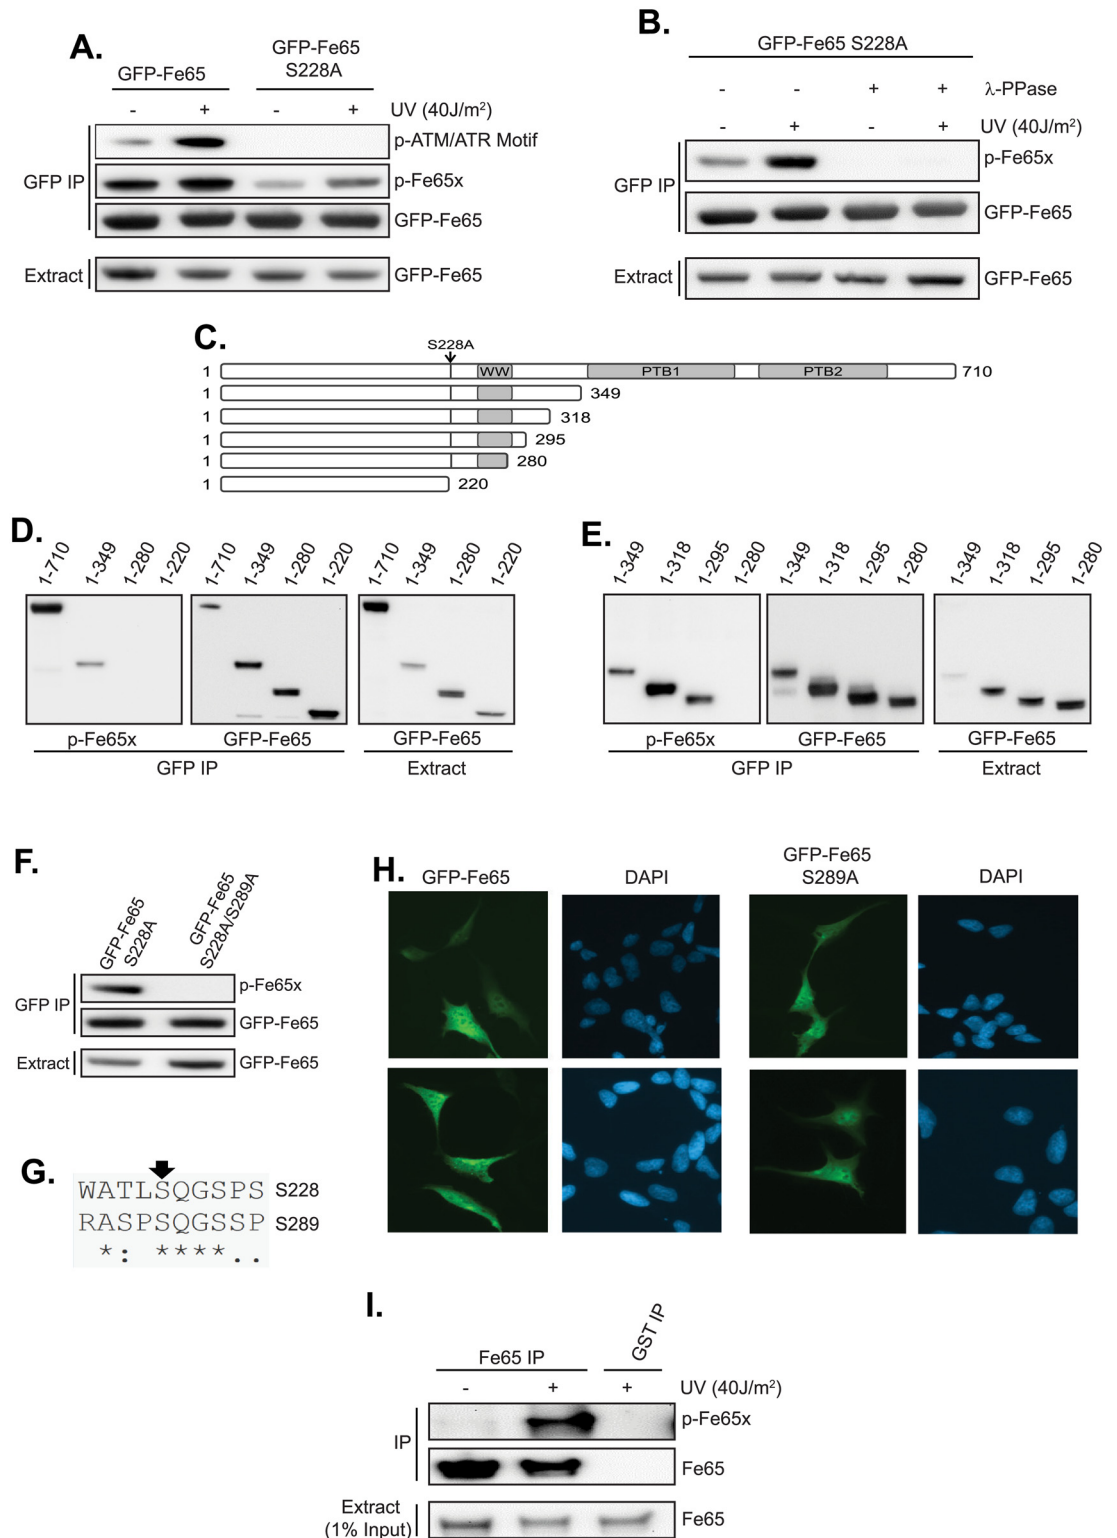 A.
GFP-Fe65
GFP-Fe65
S228A
- + - + UV (40J/m²)
p-ATM/ATR Motif
GFP IP
p-Fe65x
GFP-Fe65
Extract
GFP-Fe65
B.
GFP-Fe65 S228A
- - + + λ-PPase
- + - + UV (40J/m²)
p-Fe65x
GFP IP
GFP-Fe65
Extract
GFP-Fe65
C.
S228A
1 WW PTB1 PTB2 710
1 349
1 318
1 295
1 280
1 220
D.
1-710 1-349 1-280 1-220 1-710 1-349 1-280 1-220 1-710 1-349 1-280 1-220
p-Fe65x GFP-Fe65 GFP-Fe65
GFP IP Extract
E.
1-349 1-318 1-295 1-280 1-349 1-318 1-295 1-280 1-349 1-318 1-295 1-280
p-Fe65x GFP-Fe65 GFP-Fe65
GFP IP Extract
F.
GFP-Fe65
S228A
GFP-Fe65
S228A/S289A
GFP IP
p-Fe65x
GFP-Fe65
Extract
GFP-Fe65
G.
WATLSQGSPS S228
RASPSQGSSP S289
*: ****..
H.
GFP-Fe65 DAPI GFP-Fe65
S289A DAPI
I.
Fe65 IP GST IP
- + + UV (40J/m²)
IP
p-Fe65x
Fe65
Extract
(1% Input)
Fe65